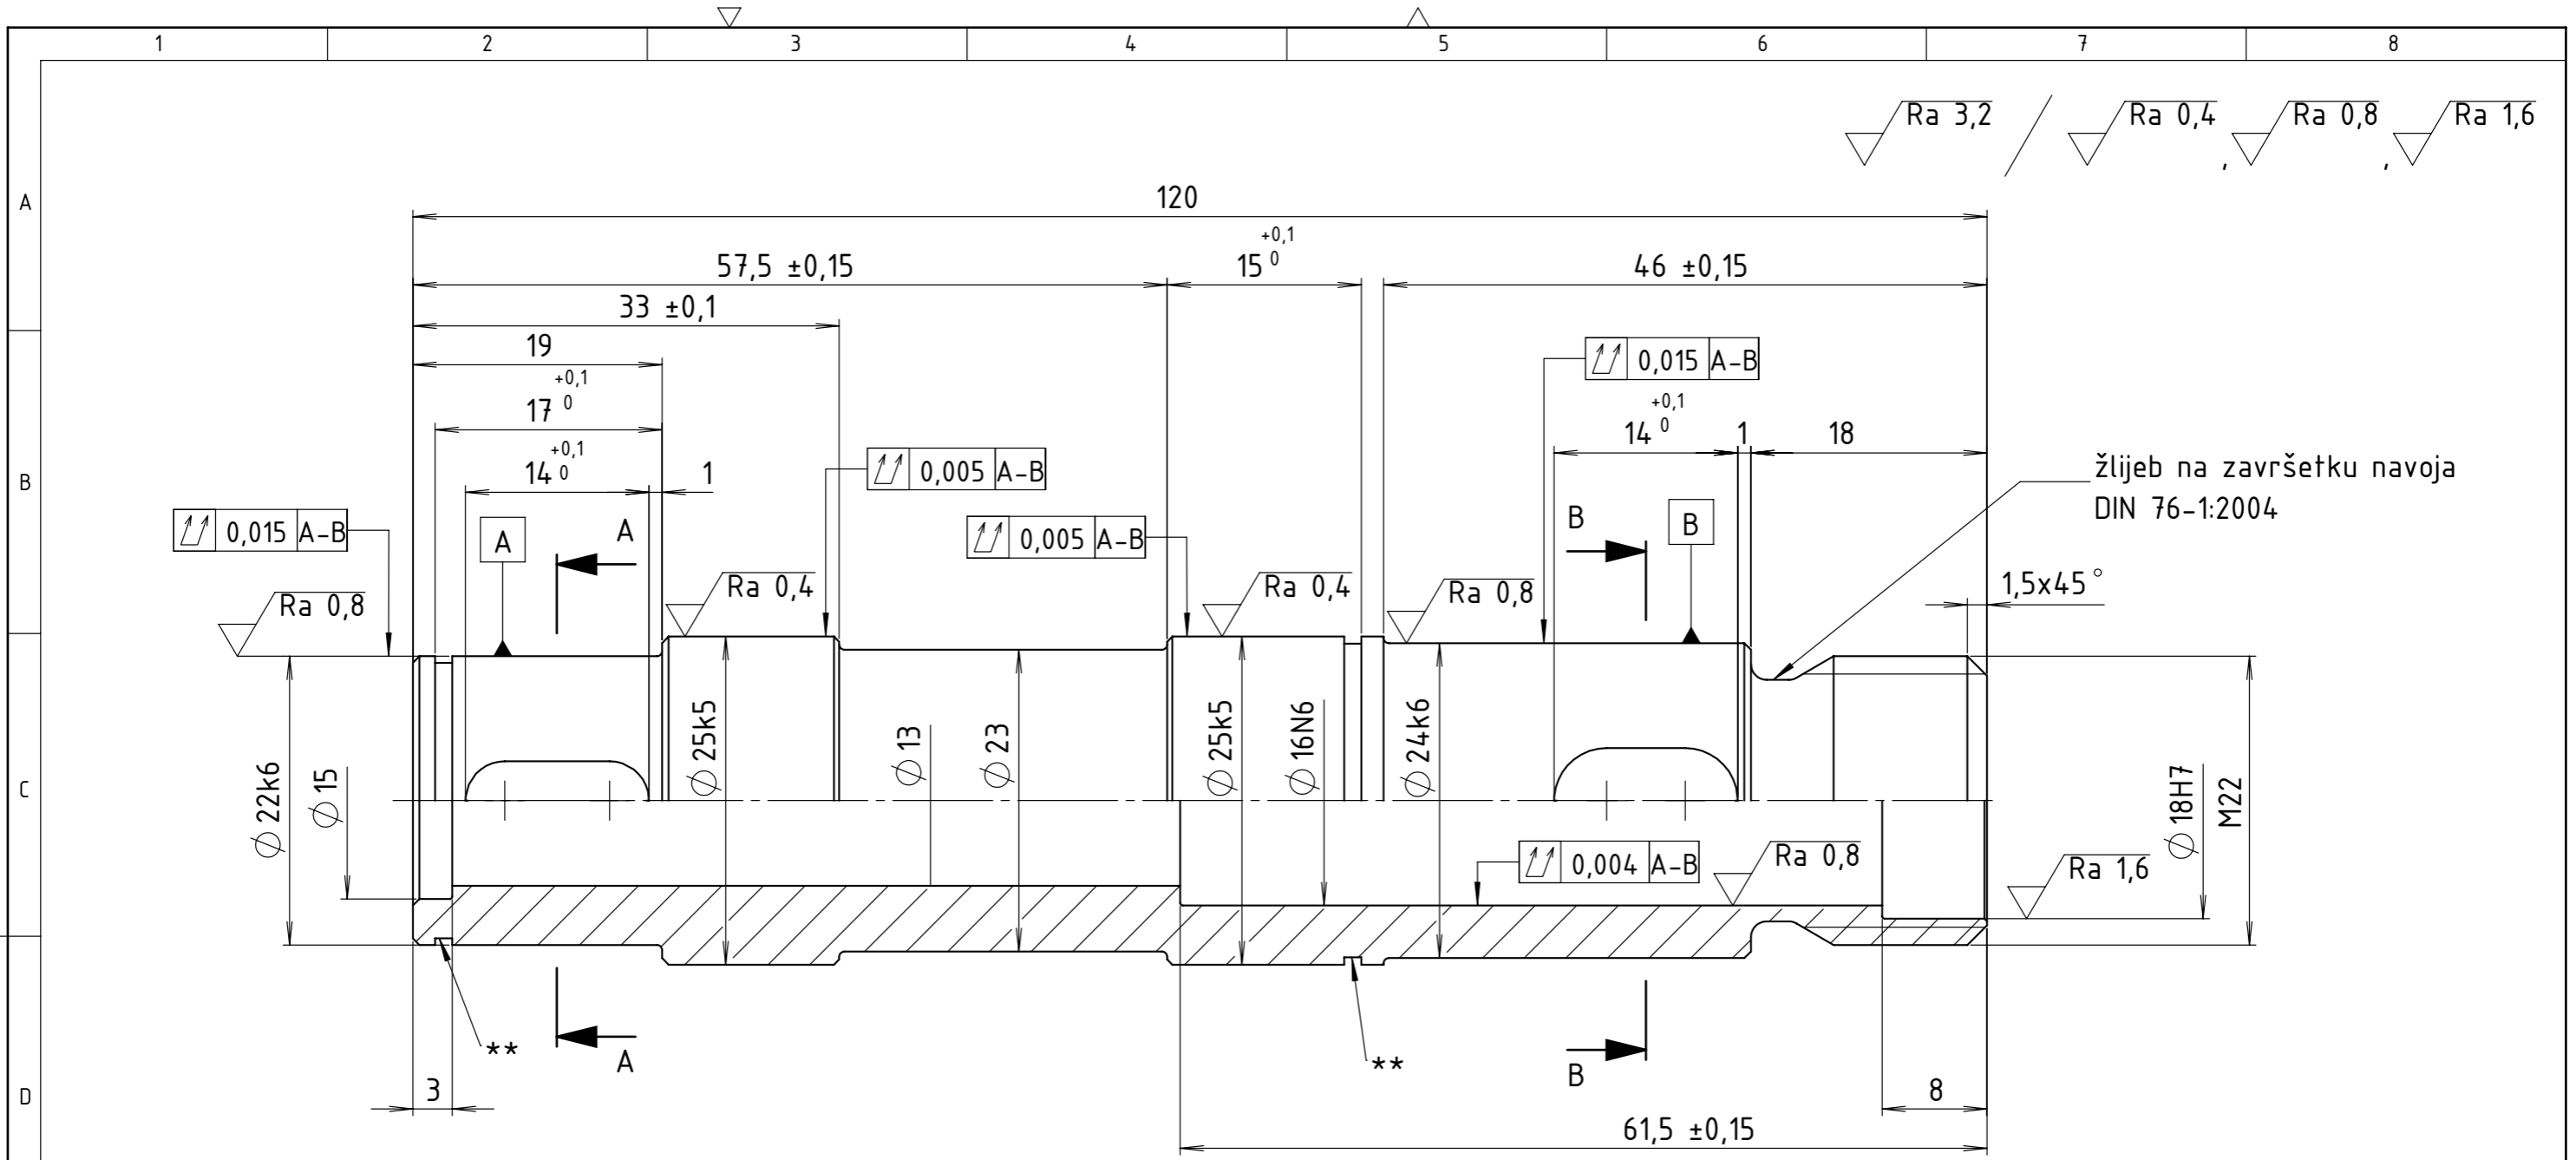 1 2 3 4 5 6 7 8
Ra 3,2 Ra 0,4 , Ra 0,8 , Ra 1,6
A
120
+0,1
57,5 ±0,15 15 0 46 ±0,15
33 ±0,1
19
0,015 A-B
+0,1 +0,1
17 0
14 0 1 18
+0,1
14 0 1
0,005 A-B
žlijeb na završetku navoja
B
DIN 76-1:2004
0,015 A-B A A 0,005 A-B B B
1,5x45°
Ra 0,8 Ra 0,4 Ra 0,4 Ra 0,8
C
∅22k6 ∅15 ∅25k5 ∅13 ∅23 ∅25k5 ∅16N6 ∅24k6 ∅18H7 M22
0,004 A-B Ra 0,8 Ra 1,6
** A ** B
D
3 8
61,5 ±0,15